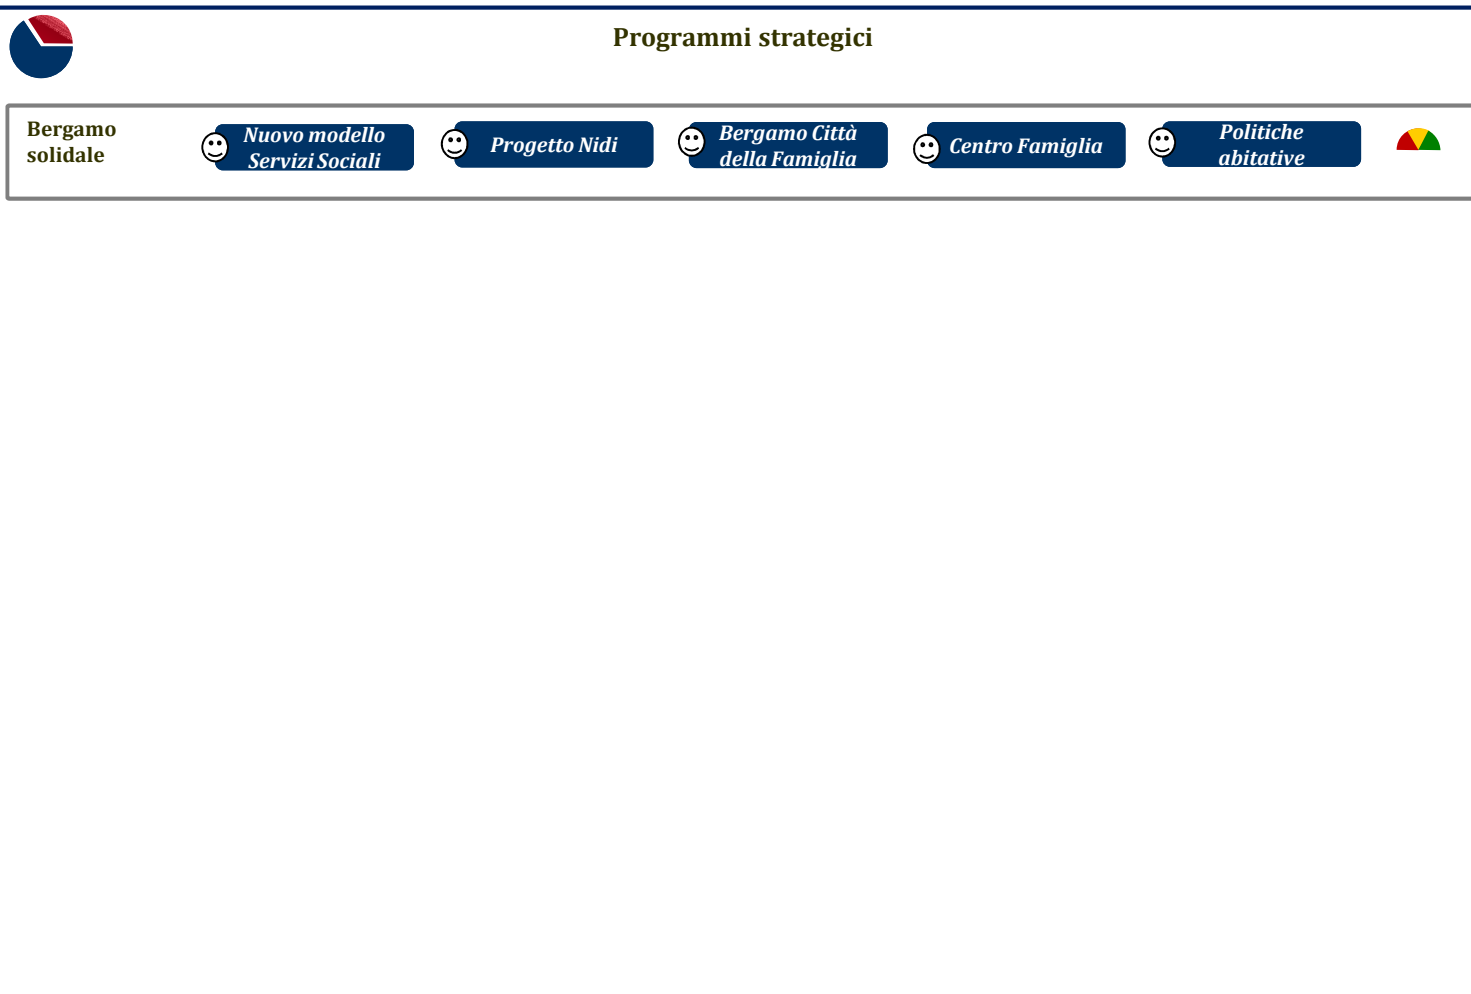 Programmi strategici
Bergamo
solidale
Nuovo modello
Servizi Sociali
Progetto Nidi
Bergamo Città
della Famiglia
Centro Famiglia
Politiche
abitative